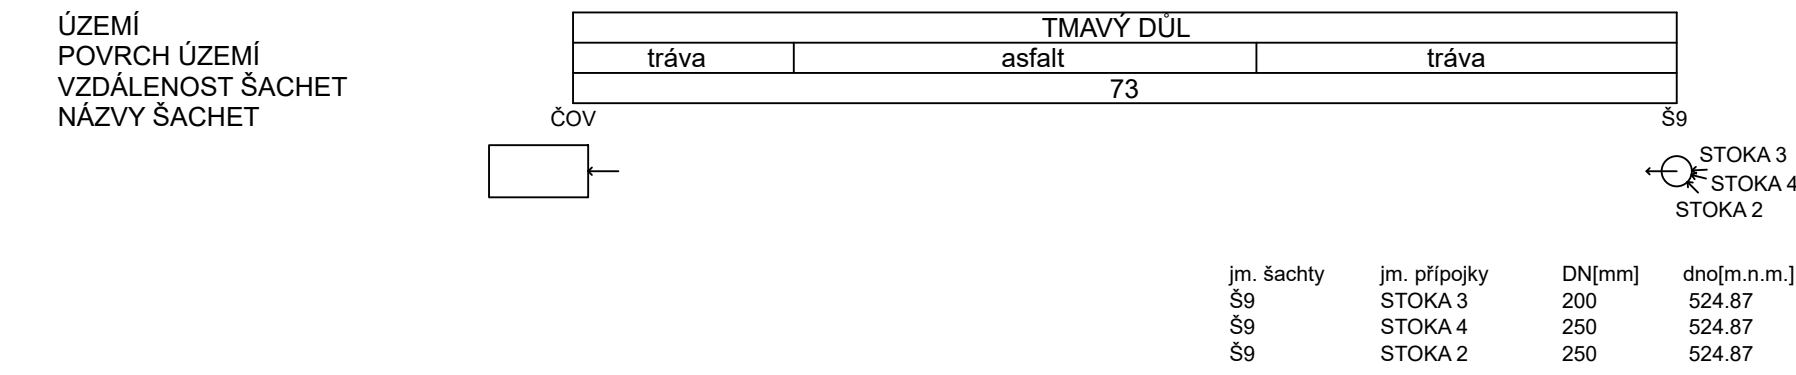 ÚZEMÍ TMAVÝ DŮL
POVRCH ÚZEMÍ tráva asfalt tráva
VZDÁLENOST ŠACHET 73
NÁZVY ŠACHET ČOV Š9
STOKA 3
STOKA 4
STOKA 2
jm. šachty jm. přípojky DN[mm] dno[m.n.m.]
Š9 STOKA 3 200 524.87
Š9 STOKA 4 250 524.87
Š9 STOKA 2 250 524.87